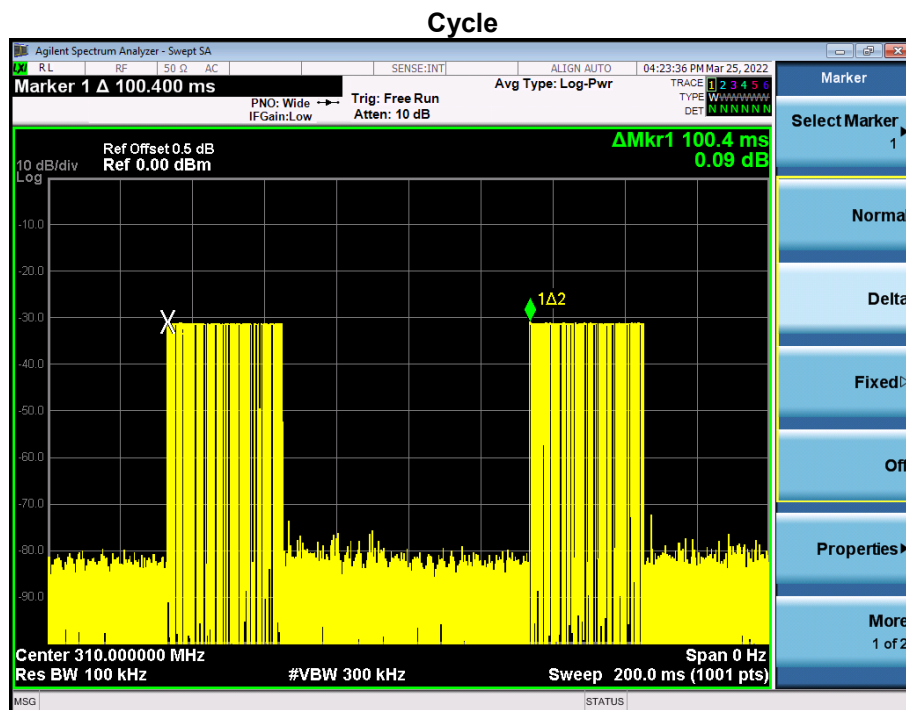 Cycle
Agilent Spectrum Analyzer - Swept SA
LXI RL RF 50 Ω AC SENSE:INT ALIGN AUTO 04:23:36 PM Mar 25, 2022
Marker 1 Δ 100.400 ms
PNO: Wide
IFGain:Low
Trig: Free Run
Atten: 10 dB
Avg Type: Log-Pwr
TRACE 1 2 3 4 5 6
TYPE WWWWWW
DET N N N N N N
Marker
Select Marker
1
Normal
Delta
Fixed
Off
Properties
More
1 of 2
ΔMkr1 100.4 ms
0.09 dB
Ref Offset 0.5 dB
10 dB/div Ref 0.00 dBm
Log
-10.0
-20.0
-30.0
-40.0
-50.0
-60.0
-70.0
-80.0
-90.0
X
1Δ2
Center 310.000000 MHz Span 0 Hz
Res BW 100 kHz #VBW 300 kHz Sweep 200.0 ms (1001 pts)
MSG STATUS